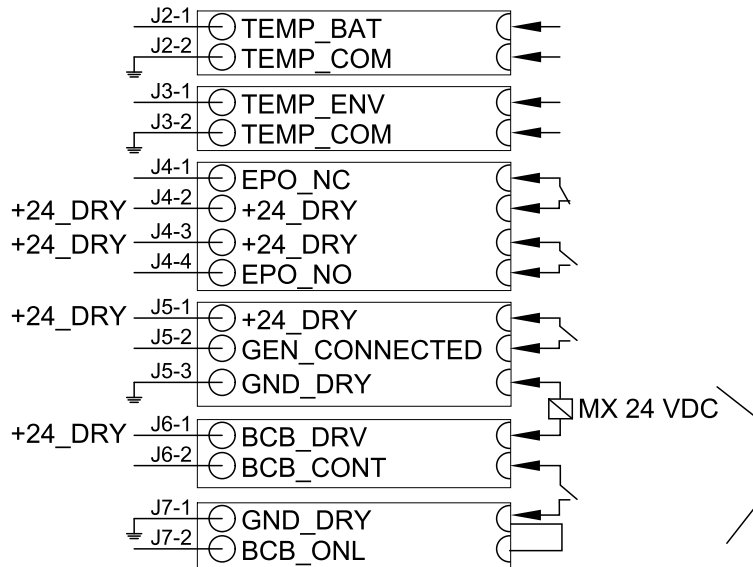 J2-1 TEMP_BAT
J2-2 TEMP_COM
J3-1 TEMP_ENV
J3-2 TEMP_COM
J4-1 EPO_NC
+24_DRY J4-2 +24_DRY
+24_DRY J4-3 +24_DRY
J4-4 EPO_NO
+24_DRY J5-1 +24_DRY
J5-2 GEN_CONNECTED
J5-3 GND_DRY
MX 24 VDC
+24_DRY J6-1 BCB_DRV
J6-2 BCB_CONT
J7-1 GND_DRY
J7-2 BCB_ONL